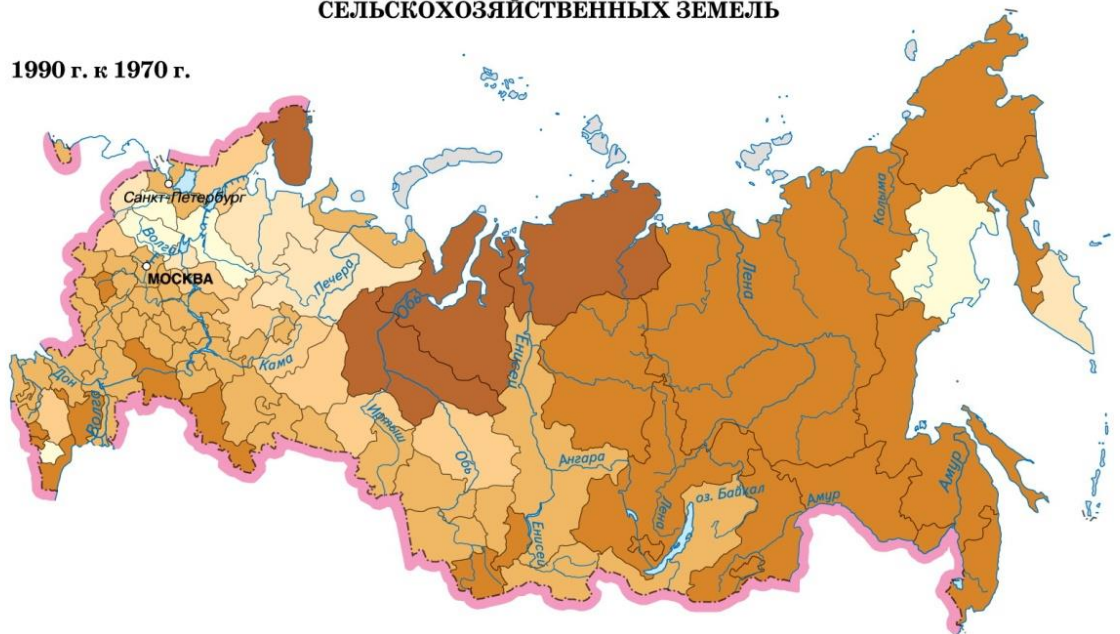 СЕЛЬСКОХОЗЯЙСТВЕННЫХ ЗЕМЕЛЬ
1990 г. к 1970 г.
Санкт-Петербург
Волга
МОСКВА
Печера
Обь
Енисей
Лена
Колыма
Кама
Дон
Волга
Иртыш
Обь
Ангара
Енисей
Лена
оз. Байкал
Амур
Амур